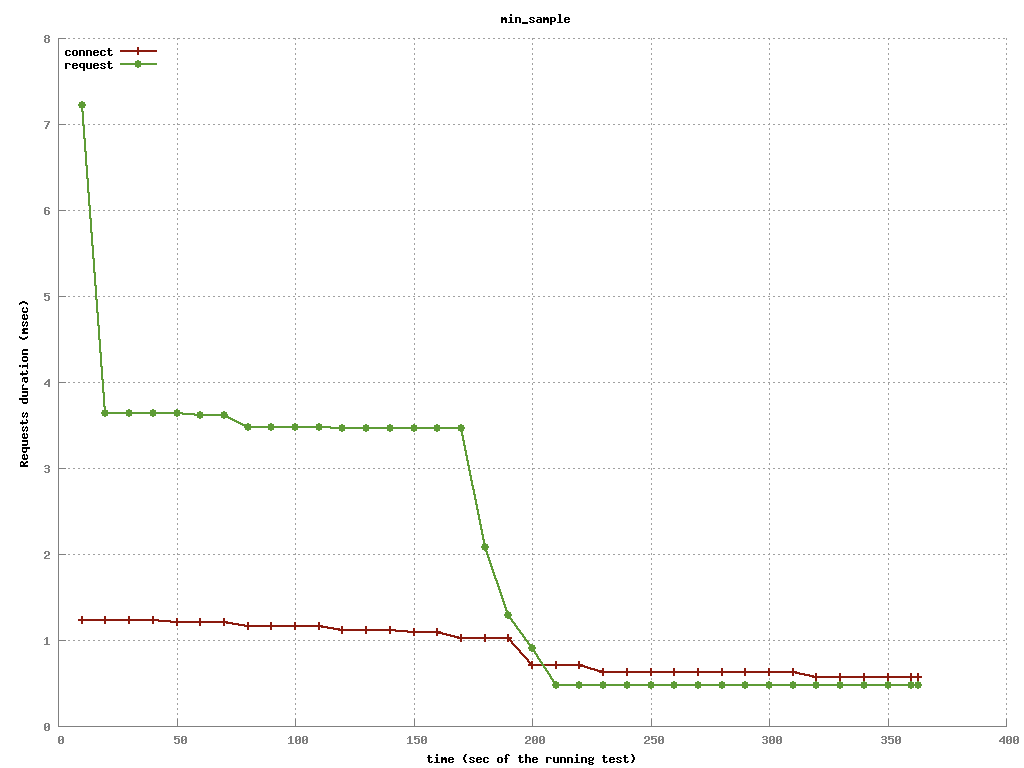 min_sample
connect
request
8
7
6
5
4
3
2
1
0
Requests duration (msec)
0 50 100 150 200 250 300 350 400
time (sec of the running test)